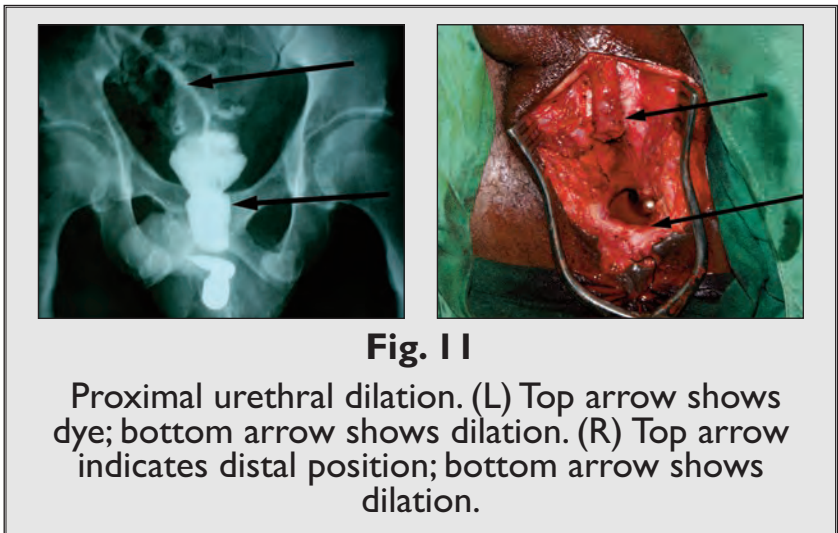 Fig. 11
Proximal urethral dilation. (L) Top arrow shows
dye; bottom arrow shows dilation. (R) Top arrow
indicates distal position; bottom arrow shows
dilation.